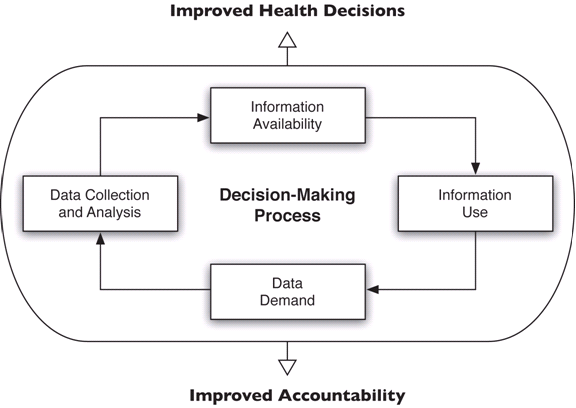 Improved Health Decisions
Information
Availability
Data Collection
and Analysis
Decision-Making
Process
Information
Use
Data
Demand
Improved Accountability